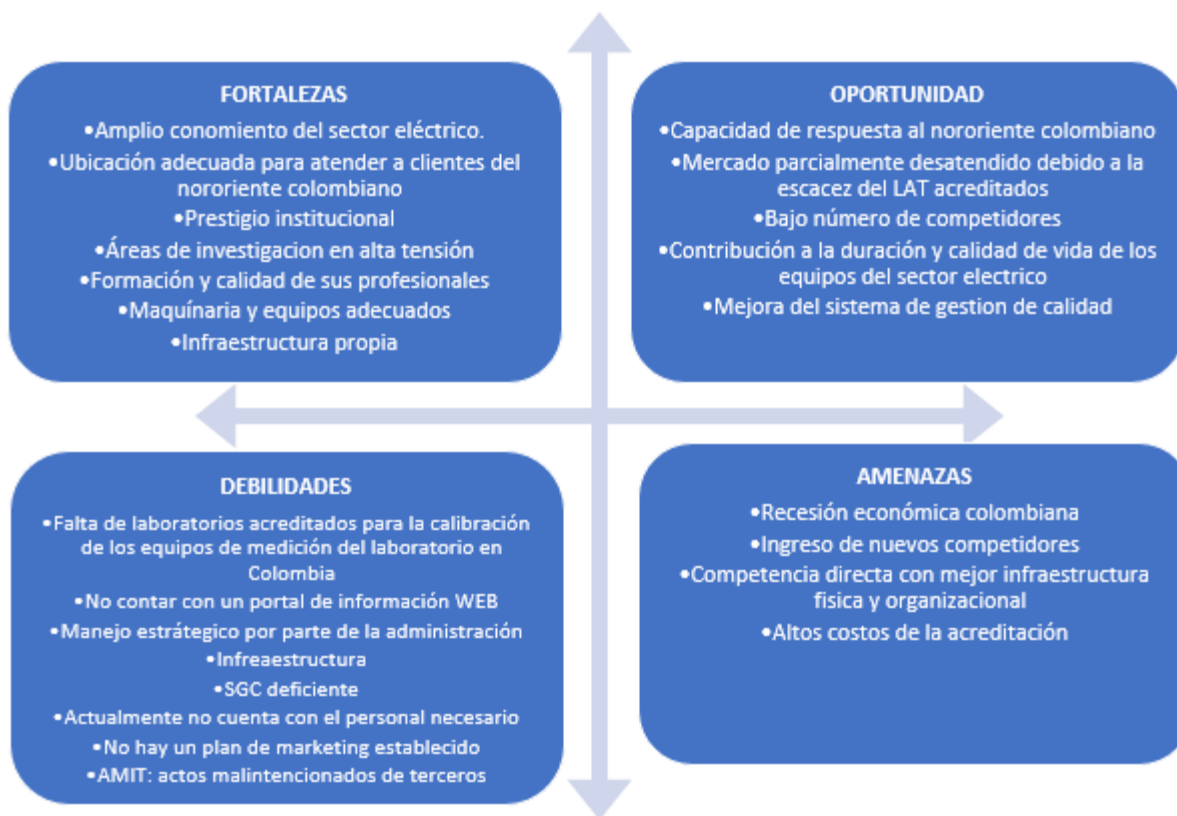 FORTALEZAS
•Amplio conomiento del sector eléctrico.
•Ubicación adecuada para atender a clientes del
nororiente colombiano
•Prestigio institucional
•Áreas de investigacion en alta tensión
•Formación y calidad de sus profesionales
•Maquínaria y equipos adecuados
•Infraestructura propia
OPORTUNIDAD
•Capacidad de respuesta al nororiente colombiano
•Mercado parcialmente desatendido debido a la
escacez del LAT acreditados
•Bajo número de competidores
•Contribución a la duración y calidad de vida de los
equipos del sector electrico
•Mejora del sistema de gestion de calidad
DEBILIDADES
•Falta de laboratorios acreditados para la calibración
de los equipos de medición del laboratorio en
Colombia
•No contar con un portal de información WEB
•Manejo estrátegico por parte de la administración
•Infreaestructura
•SGC deficiente
•Actualmente no cuenta con el personal necesario
•No hay un plan de marketing establecido
•AMIT: actos malintencionados de terceros
AMENAZAS
•Recesión económica colombiana
•Ingreso de nuevos competidores
•Competencia directa con mejor infraestructura
fisica y organizacional
•Altos costos de la acreditación